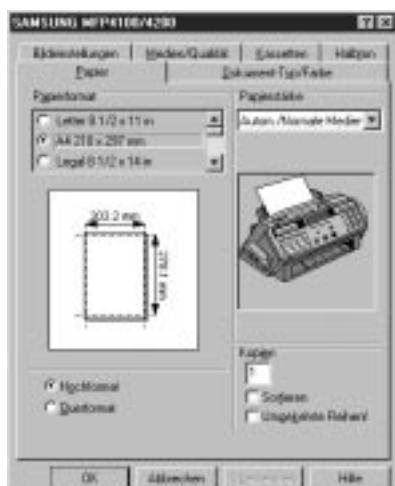 SAMSUNG MFP4100/4200
Bildeinstellungen
Medien/Qualität
Kassetten
Halbton
Papier
Dokument-Typ/Farbe
Papierformat
Letter 8 1/2 x 11 in
A4 210 x 297 mm
Legal 8 1/2 x 14 in
203.2 mm
Hochformat
Querformat
Papierstärke
Autom./Normale Medien
Kopien
1
Sortieren
Umgekehrte Reihenf
OK
Abbrechen
Hilfe